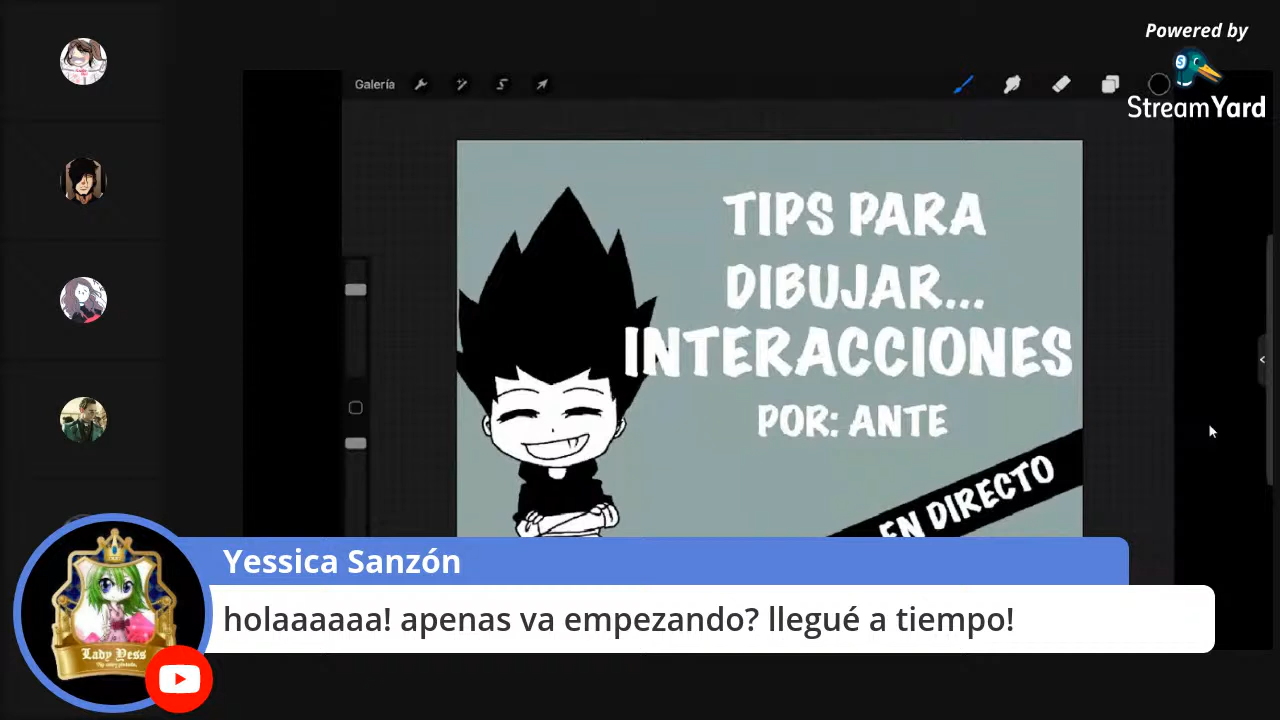 Powered by
StreamYard
Galería
TIPS PARA
DIBUJAR...
INTERACCIONES
POR: ANTE
EN DIRECTO
Yessica Sanzón
holaaaaaa! apenas va empezando? llegué a tiempo!
Lady Yess